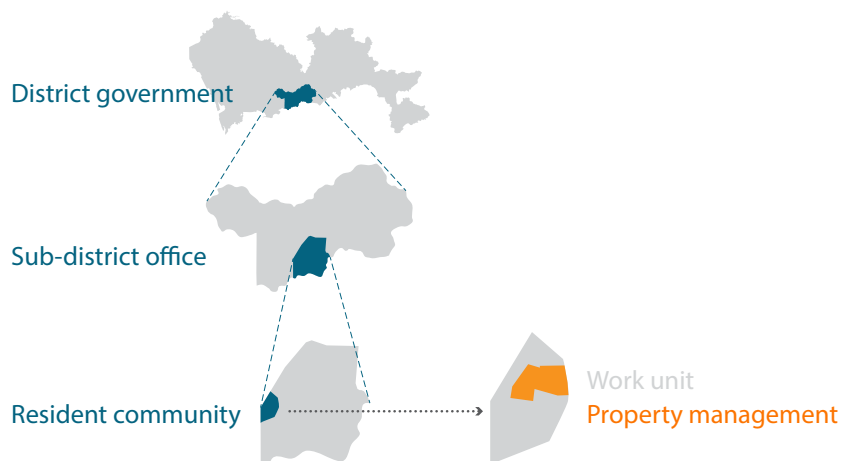 District government
Sub-district office
Resident community
Work unit
Property management